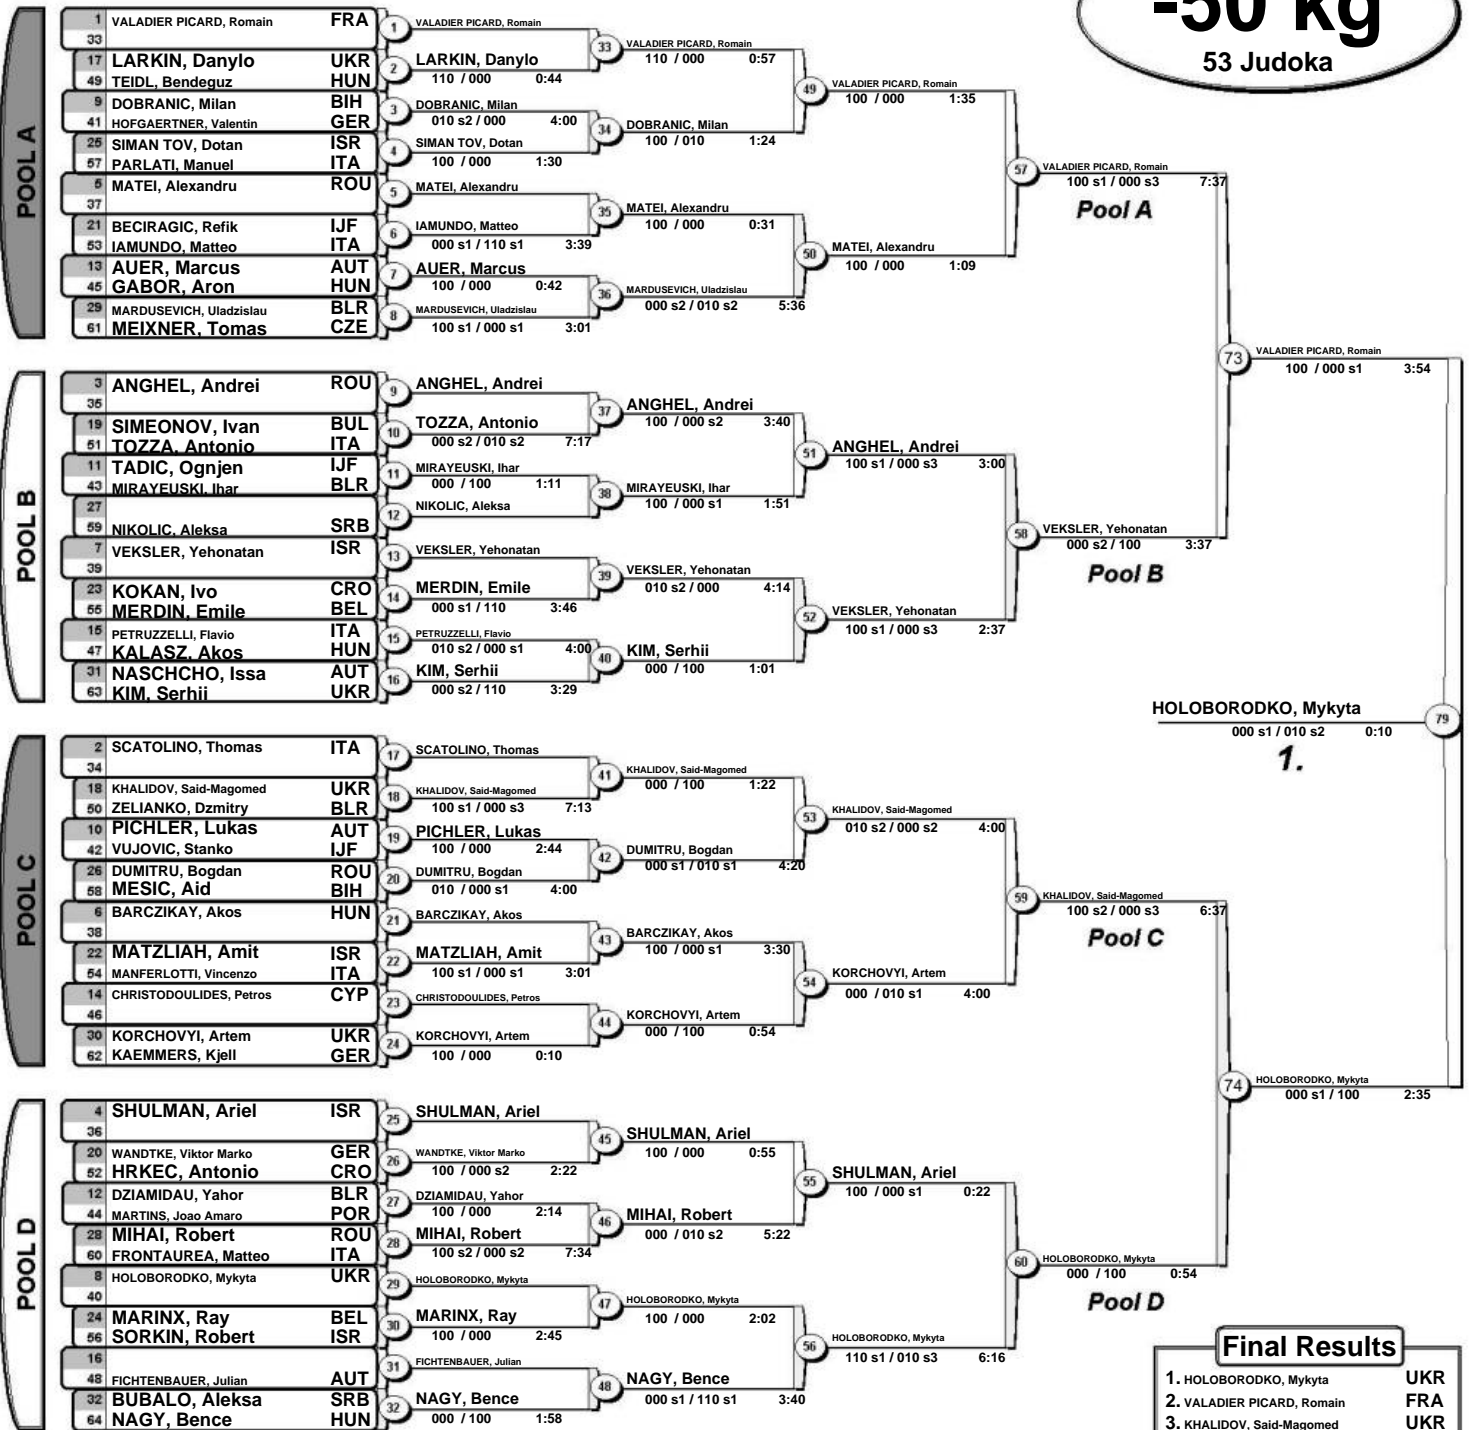 -50 kg
53 Judoka
POOL A
1 VALADIER PICARD, Romain FRA
33
17 LARKIN, Danylo UKR
49 TEIDL, Bendeguz HUN
9 DOBRANIC, Milan BIH
41 HOFGAERTNER, Valentin GER
25 SIMAN TOV, Dotan ISR
57 PARLATI, Manuel ITA
5 MATEI, Alexandru ROU
37
21 BECIRAGIC, Refik IJF
53 IAMUNDO, Matteo ITA
13 AUER, Marcus AUT
45 GABOR, Aron HUN
29 MARDUSEVICH, Uladzislau BLR
61 MEIXNER, Tomas CZE
1 VALADIER PICARD, Romain
2 LARKIN, Danylo
110 / 000 0:44
3 DOBRANIC, Milan
010 s2 / 000 4:00
4 SIMAN TOV, Dotan
100 / 000 1:30
5 MATEI, Alexandru
6 IAMUNDO, Matteo
000 s1 / 110 s1 3:39
7 AUER, Marcus
100 / 000 0:42
8 MARDUSEVICH, Uladzislau
100 s1 / 000 s1 3:01
33 VALADIER PICARD, Romain
110 / 000 0:57
34 DOBRANIC, Milan
100 / 010 1:24
35 MATEI, Alexandru
100 / 000 0:31
36 MARDUSEVICH, Uladzislau
000 s2 / 010 s2 5:36
49 VALADIER PICARD, Romain
100 / 000 1:35
50 MATEI, Alexandru
100 / 000 1:09
57 VALADIER PICARD, Romain
100 s1 / 000 s3 7:37
Pool A
POOL B
3 ANGHEL, Andrei ROU
35
19 SIMEONOV, Ivan BUL
51 TOZZA, Antonio ITA
11 TADIC, Ognjen IJF
43 MIRAYEUSKI, Ihar BLR
27
59 NIKOLIC, Aleksa SRB
7 VEKSLER, Yehonatan ISR
39
23 KOKAN, Ivo CRO
55 MERDIN, Emile BEL
15 PETRUZZELLI, Flavio ITA
47 KALASZ, Akos HUN
31 NASCHCHO, Issa AUT
63 KIM, Serhii UKR
9 ANGHEL, Andrei
10 TOZZA, Antonio
000 s2 / 010 s2 7:17
11 MIRAYEUSKI, Ihar
000 / 100 1:11
12 NIKOLIC, Aleksa
13 VEKSLER, Yehonatan
14 MERDIN, Emile
000 s1 / 110 3:46
15 PETRUZZELLI, Flavio
010 s2 / 000 s1 4:00
16 KIM, Serhii
000 s2 / 110 3:29
37 ANGHEL, Andrei
100 / 000 s2 3:40
38 MIRAYEUSKI, Ihar
100 / 000 s1 1:51
39 VEKSLER, Yehonatan
010 s2 / 000 4:14
40 KIM, Serhii
000 / 100 1:01
51 ANGHEL, Andrei
100 s1 / 000 s3 3:00
52 VEKSLER, Yehonatan
100 s1 / 000 s3 2:37
58 VEKSLER, Yehonatan
000 s2 / 100 3:37
Pool B
73 VALADIER PICARD, Romain
100 / 000 s1 3:54
HOLOBORODKO, Mykyta 79
000 s1 / 010 s2 0:10
1.
POOL C
2 SCATOLINO, Thomas ITA
34
18 KHALIDOV, Said-Magomed UKR
50 ZELIANKO, Dzmitry BLR
10 PICHLER, Lukas AUT
42 VUJOVIC, Stanko IJF
26 DUMITRU, Bogdan ROU
58 MESIC, Aid BIH
6 BARCZIKAY, Akos HUN
38
22 MATZLIAH, Amit ISR
54 MANFERLOTTI, Vincenzo ITA
14 CHRISTODOULIDES, Petros CYP
46
30 KORCHOVYI, Artem UKR
62 KAEMMERS, Kjell GER
17 SCATOLINO, Thomas
18 KHALIDOV, Said-Magomed
100 s1 / 000 s3 7:13
19 PICHLER, Lukas
100 / 000 2:44
20 DUMITRU, Bogdan
010 / 000 s1 4:00
21 BARCZIKAY, Akos
22 MATZLIAH, Amit
100 s1 / 000 s1 3:01
23 CHRISTODOULIDES, Petros
24 KORCHOVYI, Artem
100 / 000 0:10
41 KHALIDOV, Said-Magomed
000 / 100 1:22
42 DUMITRU, Bogdan
000 s1 / 010 s1 4:20
43 BARCZIKAY, Akos
100 / 000 s1 3:30
44 KORCHOVYI, Artem
000 / 100 0:54
53 KHALIDOV, Said-Magomed
010 s2 / 000 s2 4:00
54 KORCHOVYI, Artem
000 / 010 s1 4:00
59 KHALIDOV, Said-Magomed
100 s2 / 000 s3 6:37
Pool C
74 HOLOBORODKO, Mykyta
000 s1 / 100 2:35
POOL D
4 SHULMAN, Ariel ISR
36
20 WANDTKE, Viktor Marko GER
52 HRKEC, Antonio CRO
12 DZIAMIDAU, Yahor BLR
44 MARTINS, Joao Amaro POR
28 MIHAI, Robert ROU
60 FRONTAUREA, Matteo ITA
8 HOLOBORODKO, Mykyta UKR
40
24 MARINX, Ray BEL
56 SORKIN, Robert ISR
16
48 FICHTENBAUER, Julian AUT
32 BUBALO, Aleksa SRB
64 NAGY, Bence HUN
25 SHULMAN, Ariel
26 WANDTKE, Viktor Marko
100 / 000 s2 2:22
27 DZIAMIDAU, Yahor
100 / 000 2:14
28 MIHAI, Robert
100 s2 / 000 s2 7:34
29 HOLOBORODKO, Mykyta
30 MARINX, Ray
100 / 000 2:45
31 FICHTENBAUER, Julian
32 NAGY, Bence
000 / 100 1:58
45 SHULMAN, Ariel
100 / 000 0:55
46 MIHAI, Robert
000 / 010 s2 5:22
47 HOLOBORODKO, Mykyta
100 / 000 2:02
48 NAGY, Bence
000 s1 / 110 s1 3:40
55 SHULMAN, Ariel
100 / 000 s1 0:22
56 HOLOBORODKO, Mykyta
110 s1 / 010 s3 6:16
60 HOLOBORODKO, Mykyta
000 / 100 0:54
Pool D
Final Results
1. HOLOBORODKO, Mykyta UKR
2. VALADIER PICARD, Romain FRA
3. KHALIDOV, Said-Magomed UKR